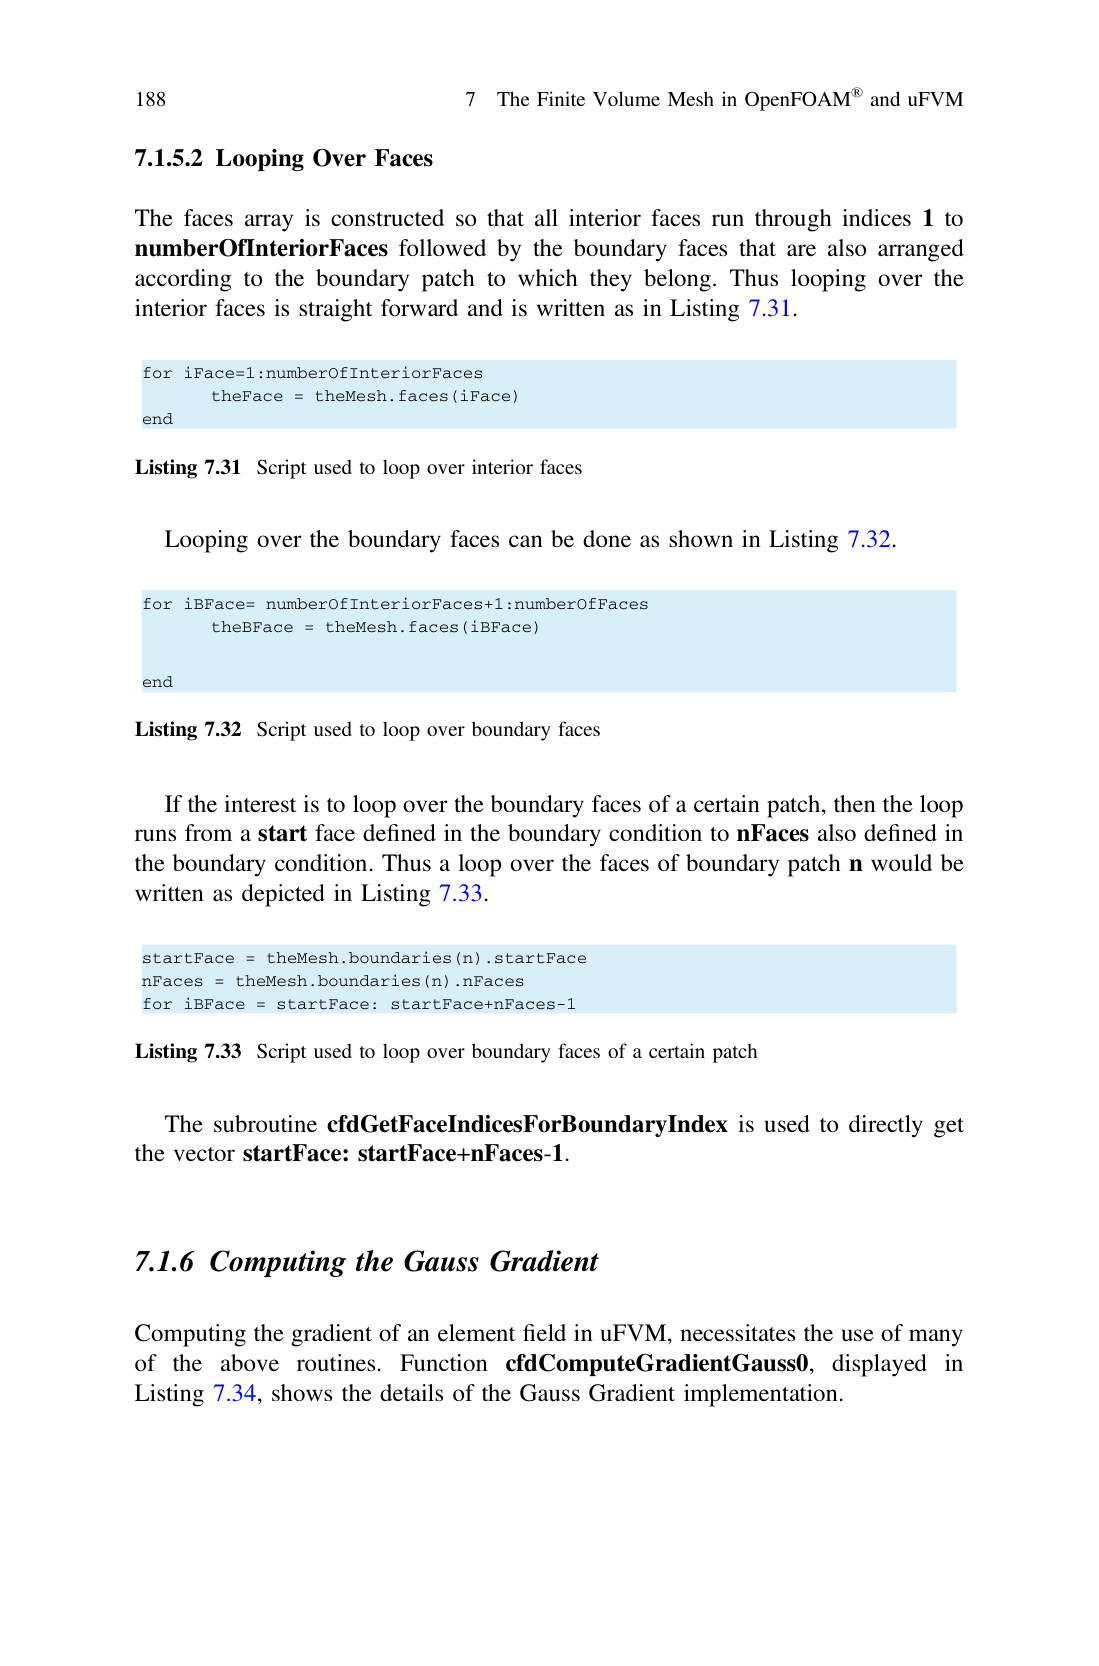 188
7 The Finite Volume Mesh in OpenFOAM® and uFVM
7.1.5.2 Looping Over Faces
The faces array is constructed so that all interior faces run through indices 1 to
numberOfInteriorFaces followed by the boundary faces that are also arranged
according to the boundary patch to which they belong. Thus looping over the
interior faces is straight forward and is written as in Listing 7.31.
for iFace=1:numberOfInteriorFaces
theFace = theMesh.faces(iFace)
end
Listing 7.31 Script used to loop over interior faces
Looping over the boundary faces can be done as shown in Listing 7.32.
for iBFace= numberOfInteriorFaces+1:numberOfFaces
theBFace = theMesh.faces(iBFace)
end
Listing 7.32 Script used to loop over boundary faces
If the interest is to loop over the boundary faces of a certain patch, then the loop
runs from a start face defined in the boundary condition to nFaces also defined in
the boundary condition. Thus a loop over the faces of boundary patch n would be
written as depicted in Listing 7.33.
startFace = theMesh.boundaries(n).startFace
nFaces = theMesh.boundaries(n).nFaces
for iBFace = startFace: startFace+nFaces-1
Listing 7.33 Script used to loop over boundary faces of a certain patch
The subroutine cfdGetFaceIndicesForBoundaryIndex is used to directly get
the vector startFace: startFace+nFaces-1.
7.1.6 Computing the Gauss Gradient
Computing the gradient of an element field in uFVM, necessitates the use of many
of the above routines. Function cfdComputeGradientGauss0, displayed in
Listing 7.34, shows the details of the Gauss Gradient implementation.